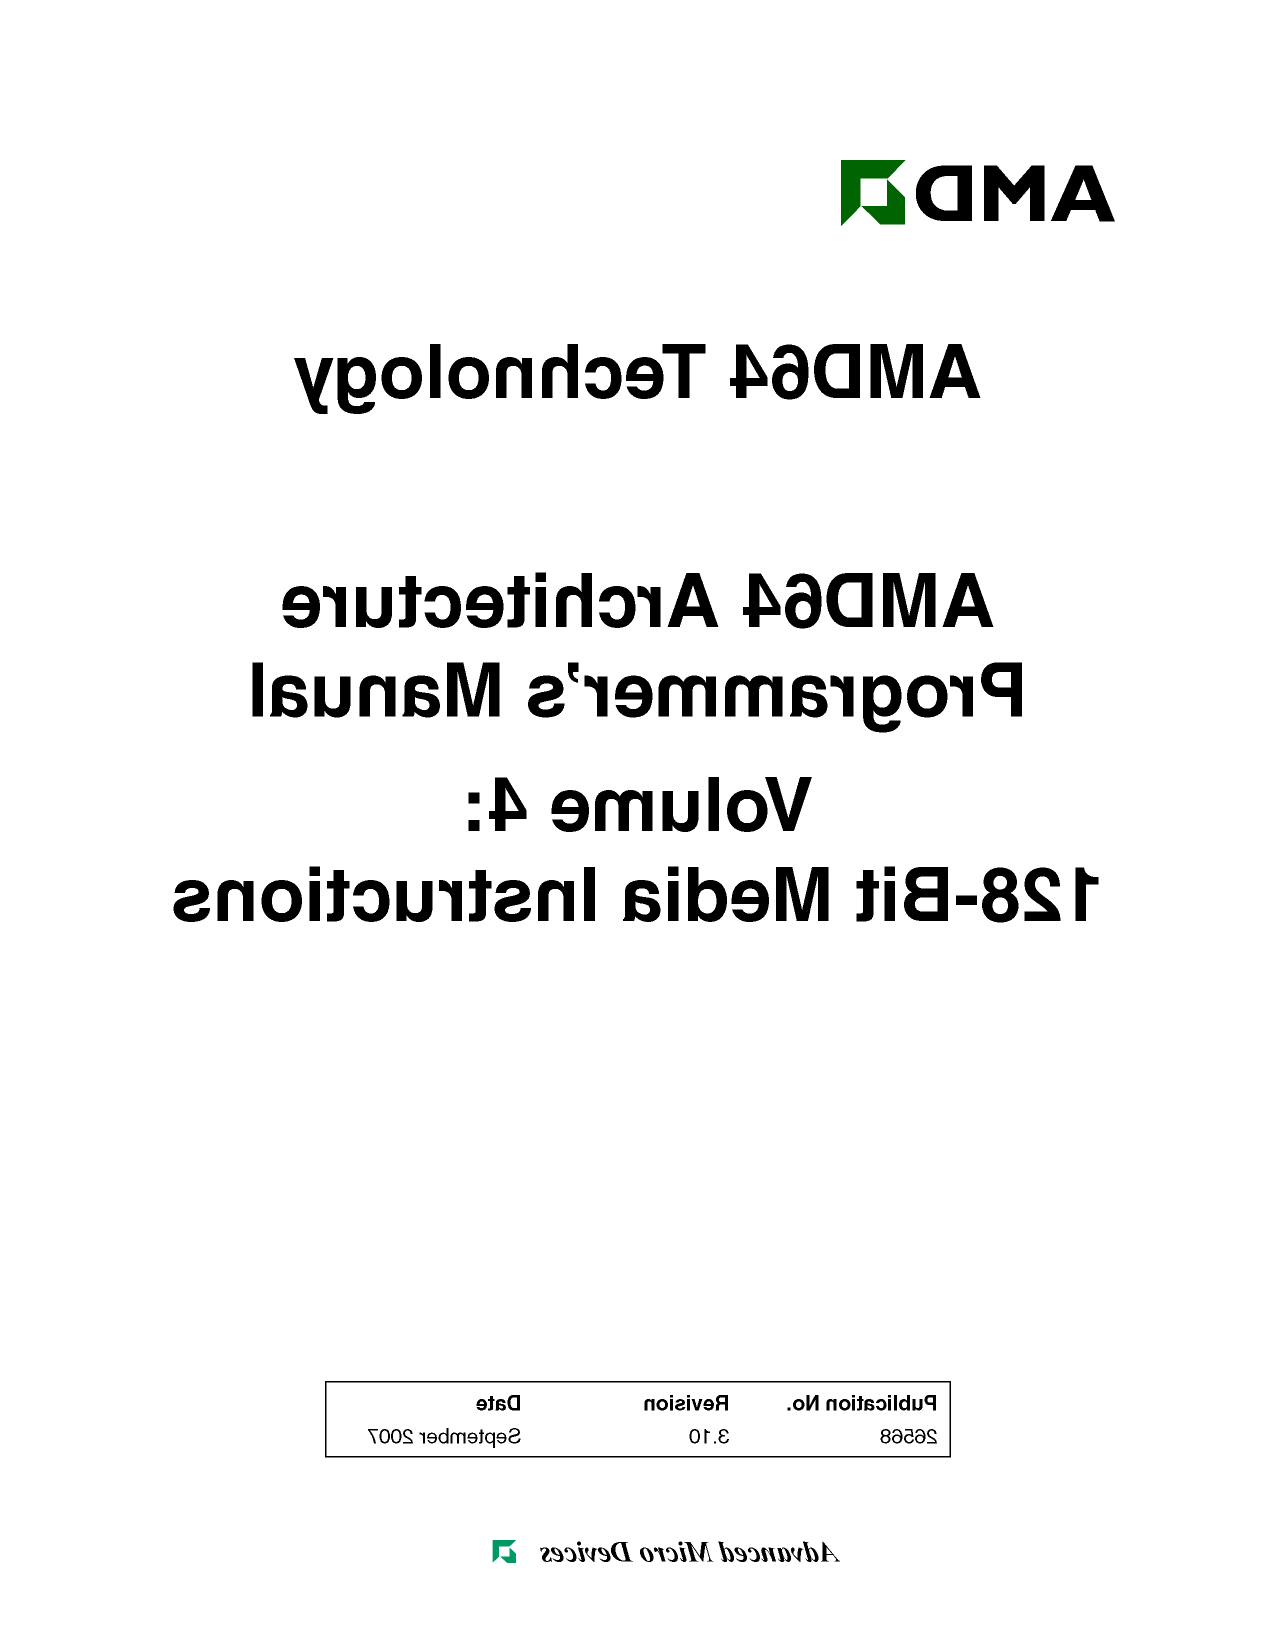 AMD
AMD64 Technology
AMD64 Architecture
Programmer's Manual
Volume 4:
128-Bit Media Instructions
Publication No. Revision Date
26568 3.10 September 2007
Advanced Micro Devices